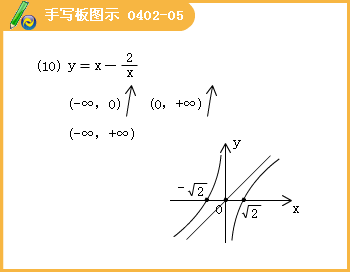 手写板图示 0402-05
(10) y = x − 2/x
(-∞, 0)↑ (0, +∞)↑
(-∞, +∞)
y
-√2
0
√2
x